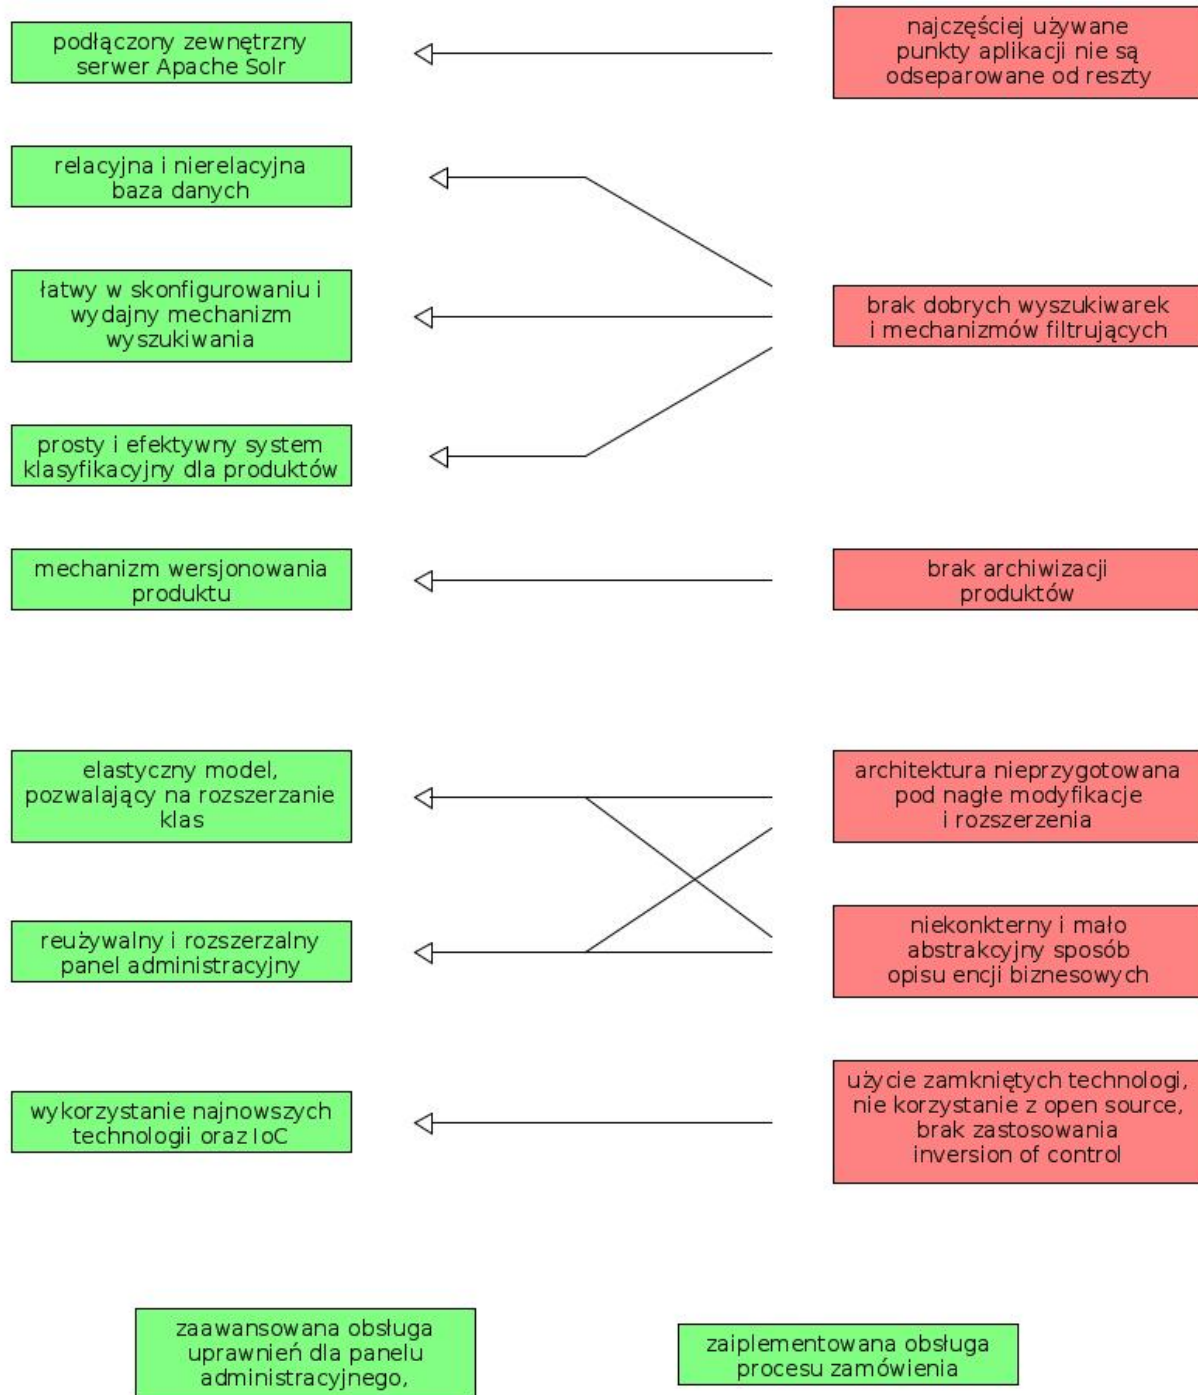 podłączony zewnętrzny
serwer Apache Solr
najczęściej używane
punkty aplikacji nie są
odseparowane od reszty
relacyjna i nierelacyjna
baza danych
łatwy w skonfigurowaniu i
wydajny mechanizm
wyszukiwania
brak dobrych wyszukiwarek
i mechanizmów filtrujących
prosty i efektywny system
klasyfikacyjny dla produktów
mechanizm wersjonowania
produktu
brak archiwizacji
produktów
elastyczny model,
pozwalający na rozszerzanie
klas
architektura nieprzygotowana
pod nagłe modyfikacje
i rozszerzenia
reużywalny i rozszerzalny
panel administracyjny
niekonkterny i mało
abstrakcyjny sposób
opisu encji biznesowych
wykorzystanie najnowszych
technologii oraz IoC
użycie zamkniętych technologi,
nie korzystanie z open source,
brak zastosowania
inversion of control
zaawansowana obsługa
uprawnień dla panelu
administracyjnego,
zaiplementowana obsługa
procesu zamówienia